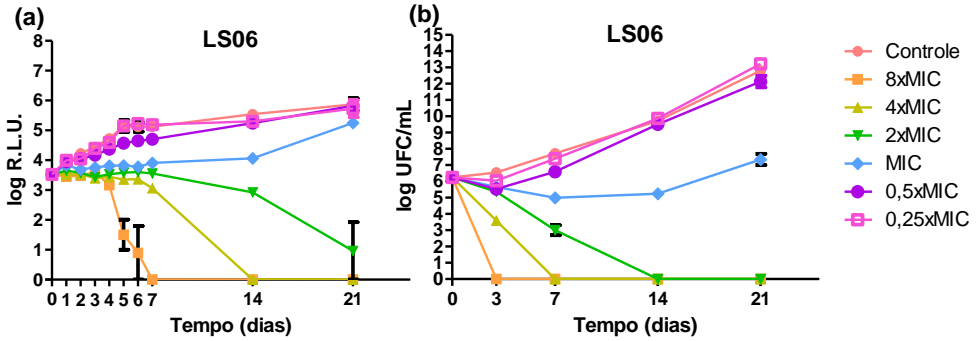 (a)
LS06
log R.L.U.
8
7
6
5
4
3
2
1
0
0 1 2 3 4 5 6 7 14 21
Tempo (dias)
(b)
LS06
log UFC/mL
15
14
13
12
11
10
9
8
7
6
5
4
3
2
1
0
0 3 7 14 21
Tempo (dias)
Controle
8xMIC
4xMIC
2xMIC
MIC
0,5xMIC
0,25xMIC